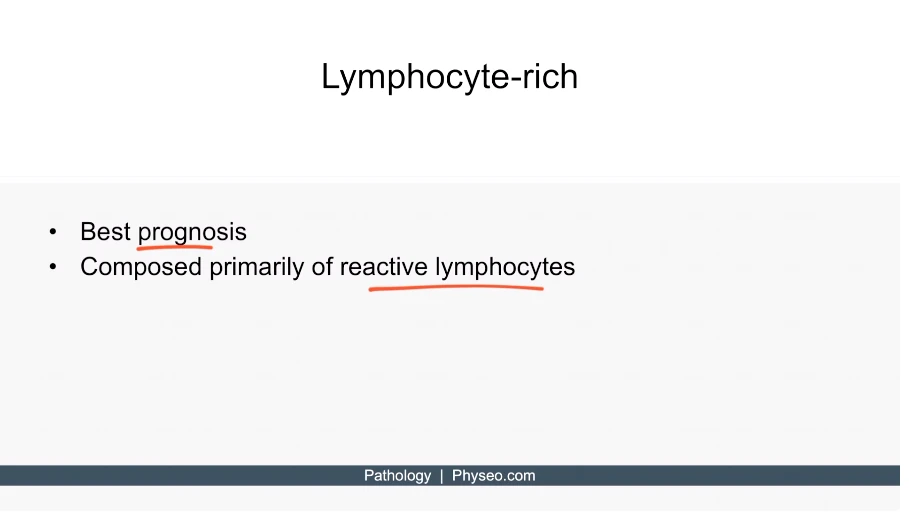 Lymphocyte-rich
• Best prognosis
• Composed primarily of reactive lymphocytes
Pathology | Physeo.com